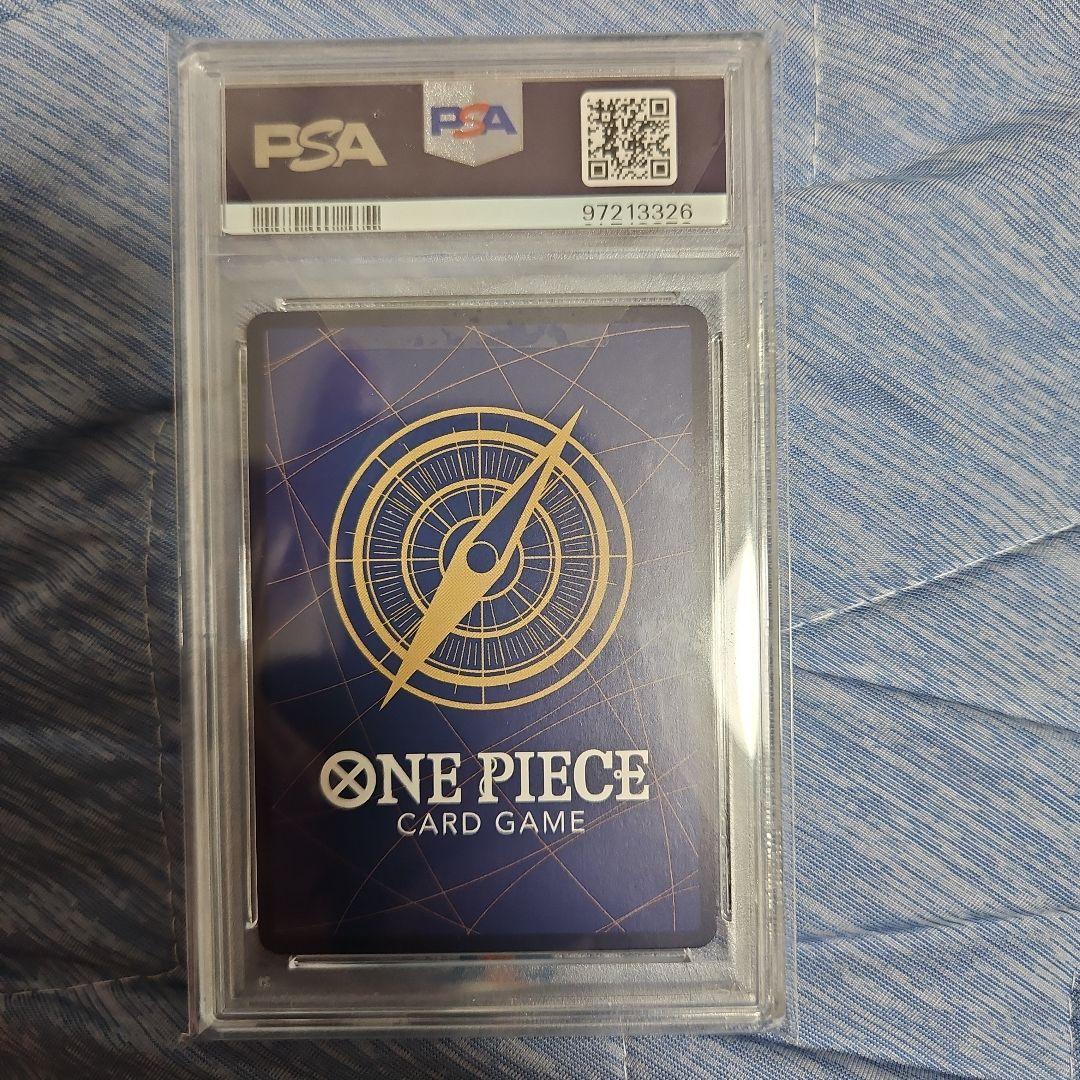 PSA
PSA
97213326
ONE PIECE
CARD GAME